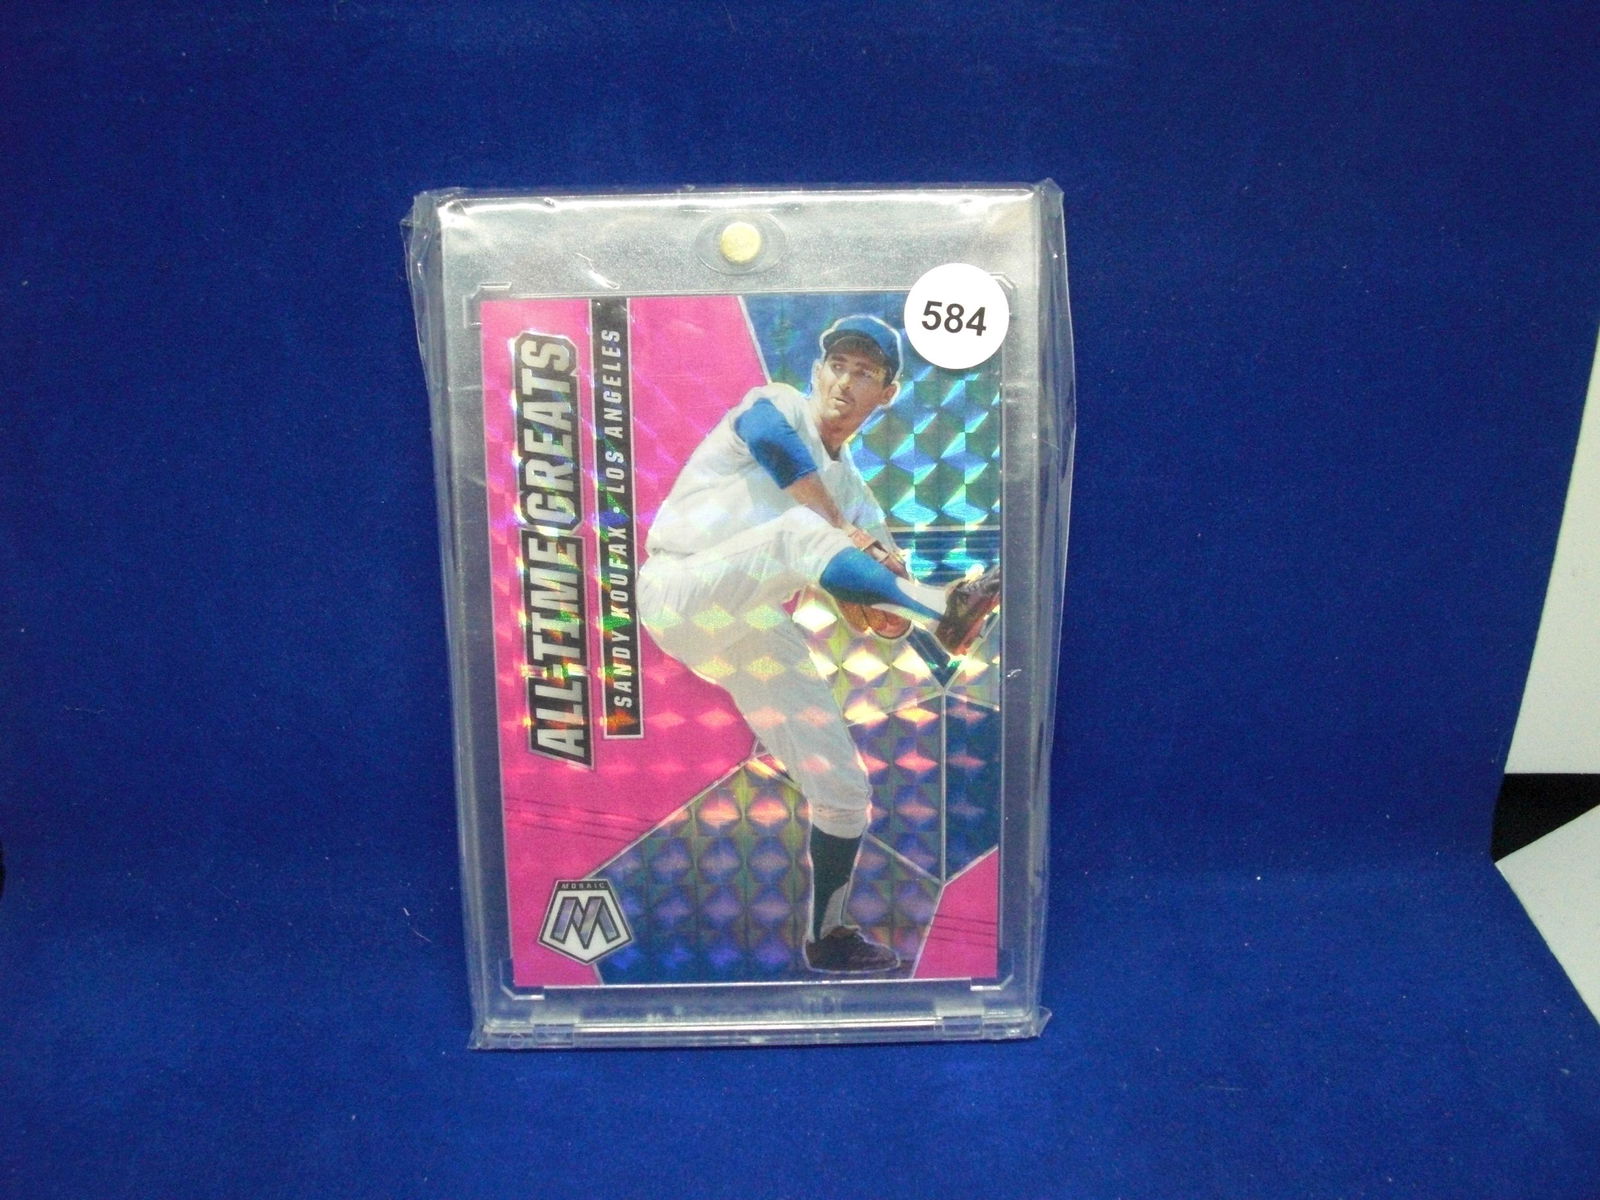 584
ALL-TIME GREATS
SANDY KOUFAX • LOS ANGELES
MOSAIC
M